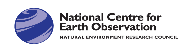 National Centre for
Earth Observation
NATURAL ENVIRONMENT RESEARCH COUNCIL